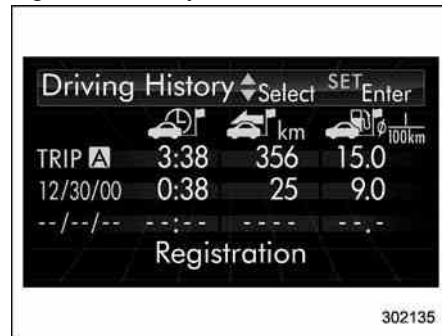 Driving History Select SET Enter
km ø l/100km
TRIP A 3:38 356 15.0
12/30/00 0:38 25 9.0
--/--/-- --:-- ---- --.-
Registration
302135